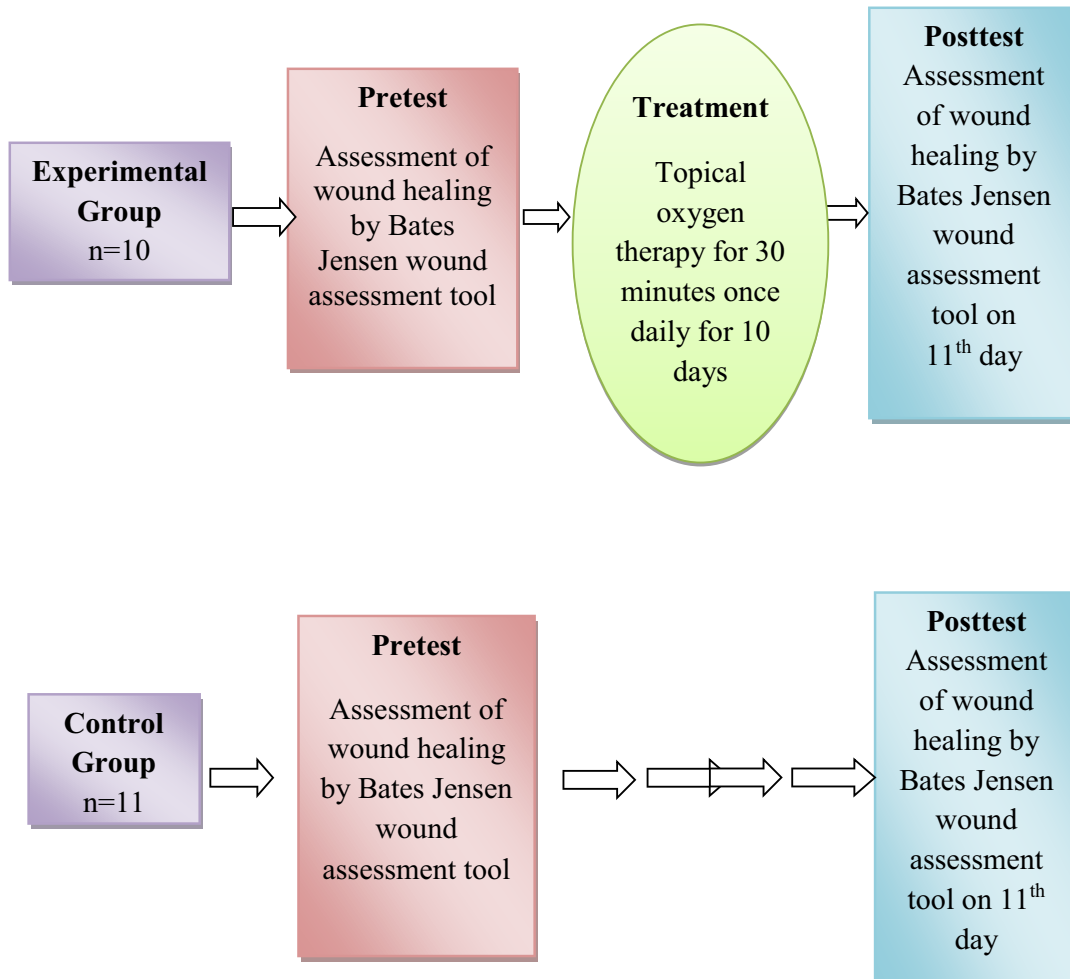 Experimental
Group
n=10
Pretest
Assessment of
wound healing
by Bates
Jensen wound
assessment tool
Treatment
Topical
oxygen
therapy for 30
minutes once
daily for 10
days
Posttest
Assessment
of wound
healing by
Bates Jensen
wound
assessment
tool on
11th day
Control
Group
n=11
Pretest
Assessment of
wound healing
by Bates Jensen
wound
assessment tool
Posttest
Assessment
of wound
healing by
Bates Jensen
wound
assessment
tool on 11th
day